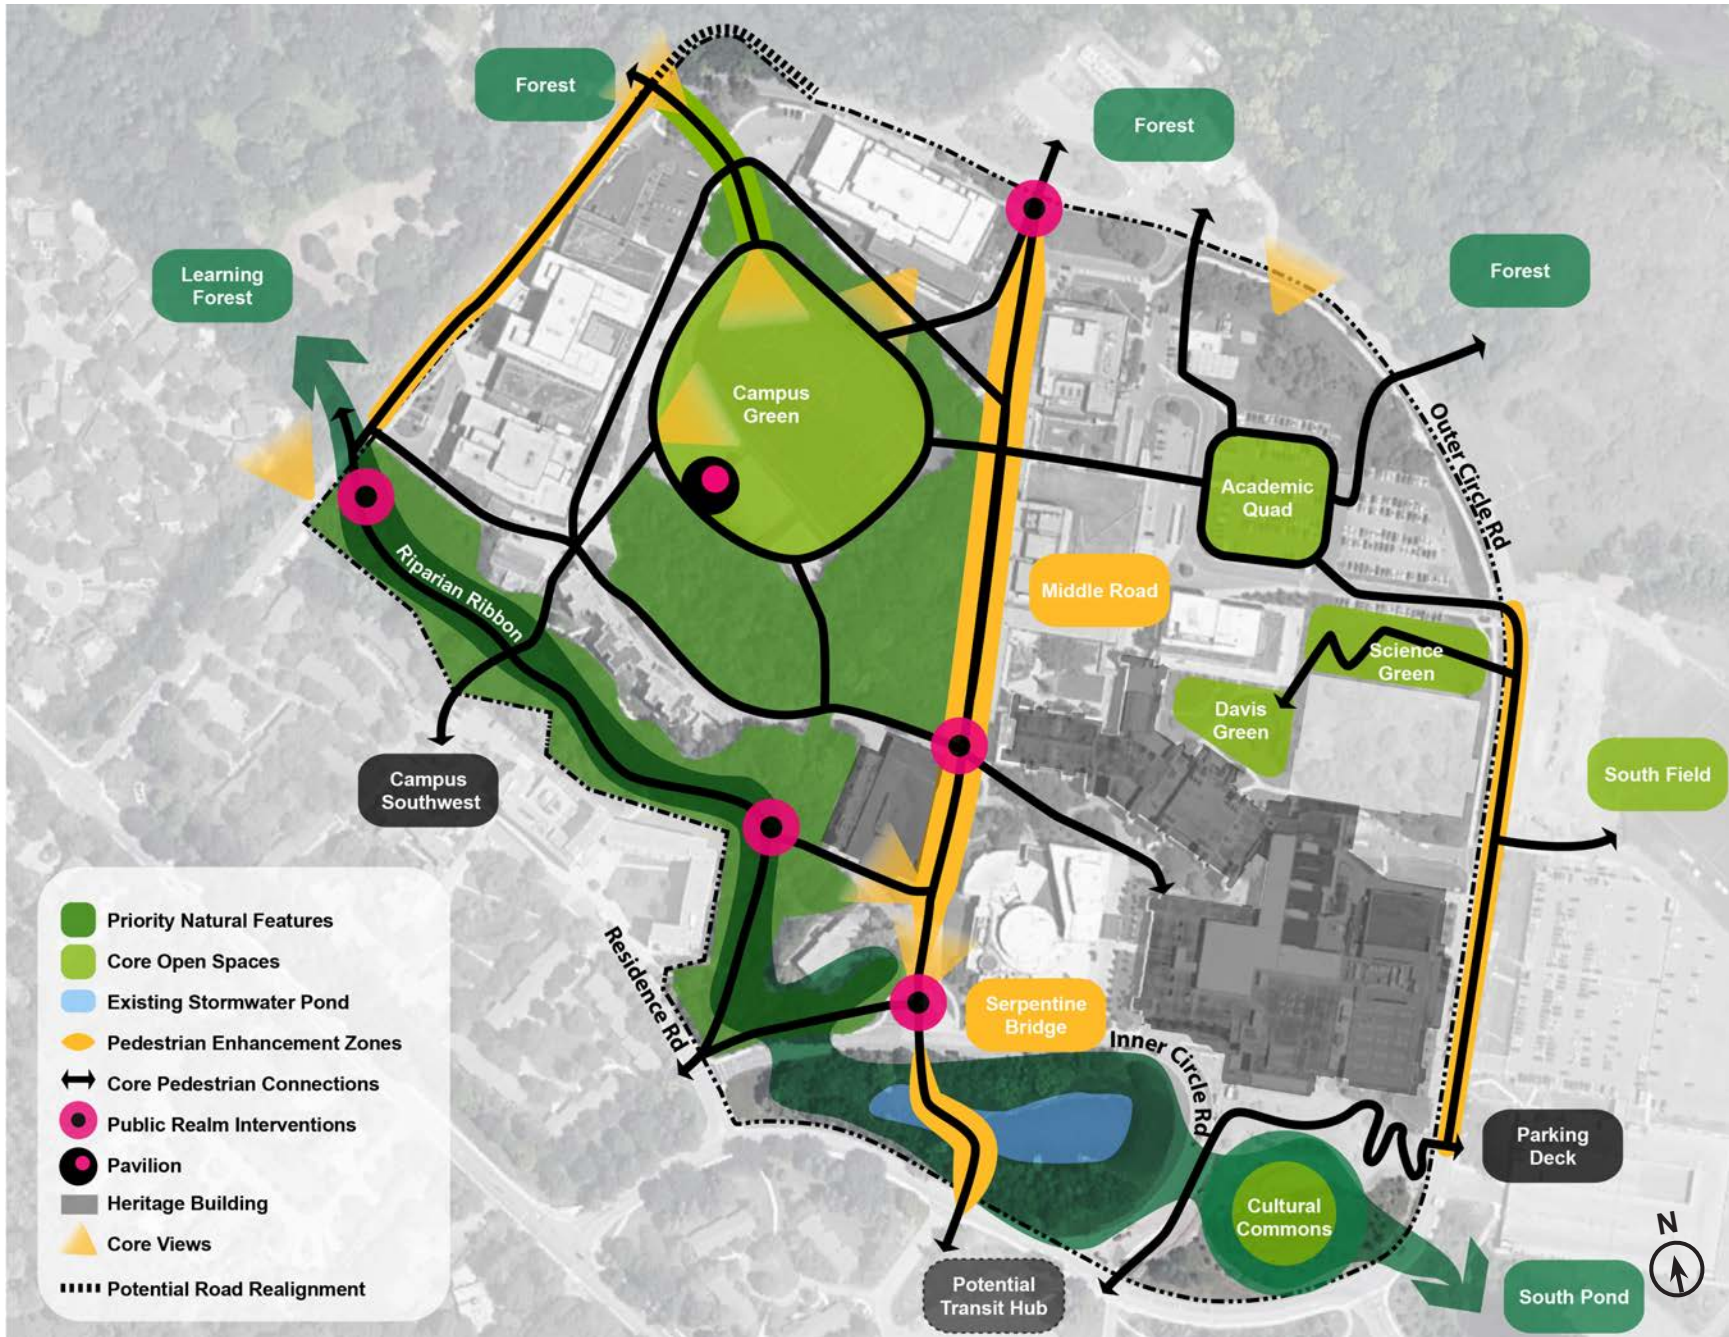 Forest
Forest
Learning
Forest
Forest
Campus
Green
Outer Circle Rd
Academic
Quad
Riparian Ribbon
Middle Road
Science
Green
Davis
Green
South Field
Campus
Southwest
Residence Rd
Serpentine
Bridge
Inner Circle Rd
Parking
Deck
Cultural
Commons
Potential
Transit Hub
South Pond
N
Priority Natural Features
Core Open Spaces
Existing Stormwater Pond
Pedestrian Enhancement Zones
Core Pedestrian Connections
Public Realm Interventions
Pavilion
Heritage Building
Core Views
Potential Road Realignment